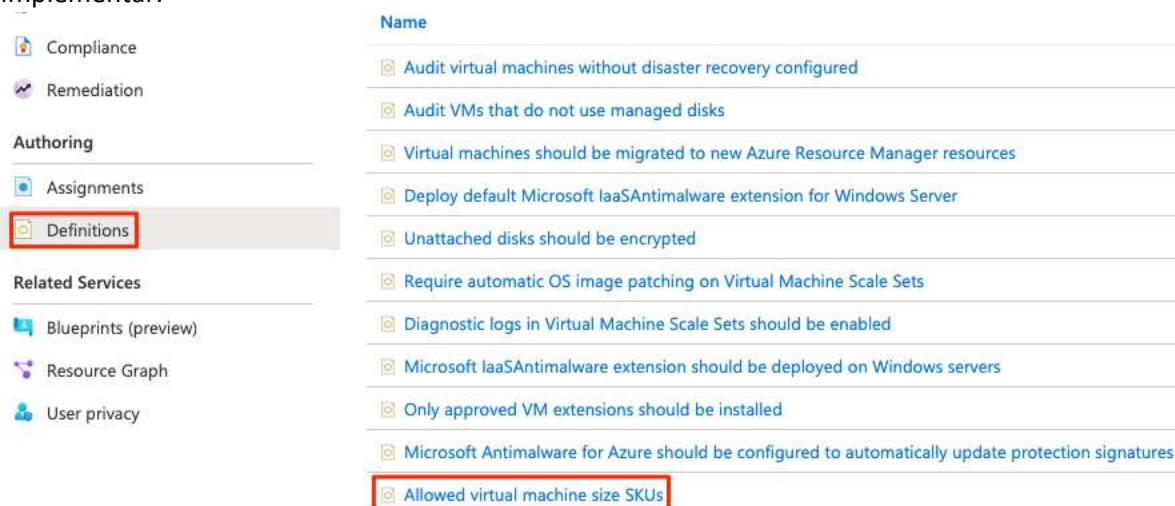 Compliance
Remediation
Authoring
Assignments
Definitions
Related Services
Blueprints (preview)
Resource Graph
User privacy
Name
Audit virtual machines without disaster recovery configured
Audit VMs that do not use managed disks
Virtual machines should be migrated to new Azure Resource Manager resources
Deploy default Microsoft IaaSAntimalware extension for Windows Server
Unattached disks should be encrypted
Require automatic OS image patching on Virtual Machine Scale Sets
Diagnostic logs in Virtual Machine Scale Sets should be enabled
Microsoft IaaSAntimalware extension should be deployed on Windows servers
Only approved VM extensions should be installed
Microsoft Antimalware for Azure should be configured to automatically update protection signatures
Allowed virtual machine size SKUs